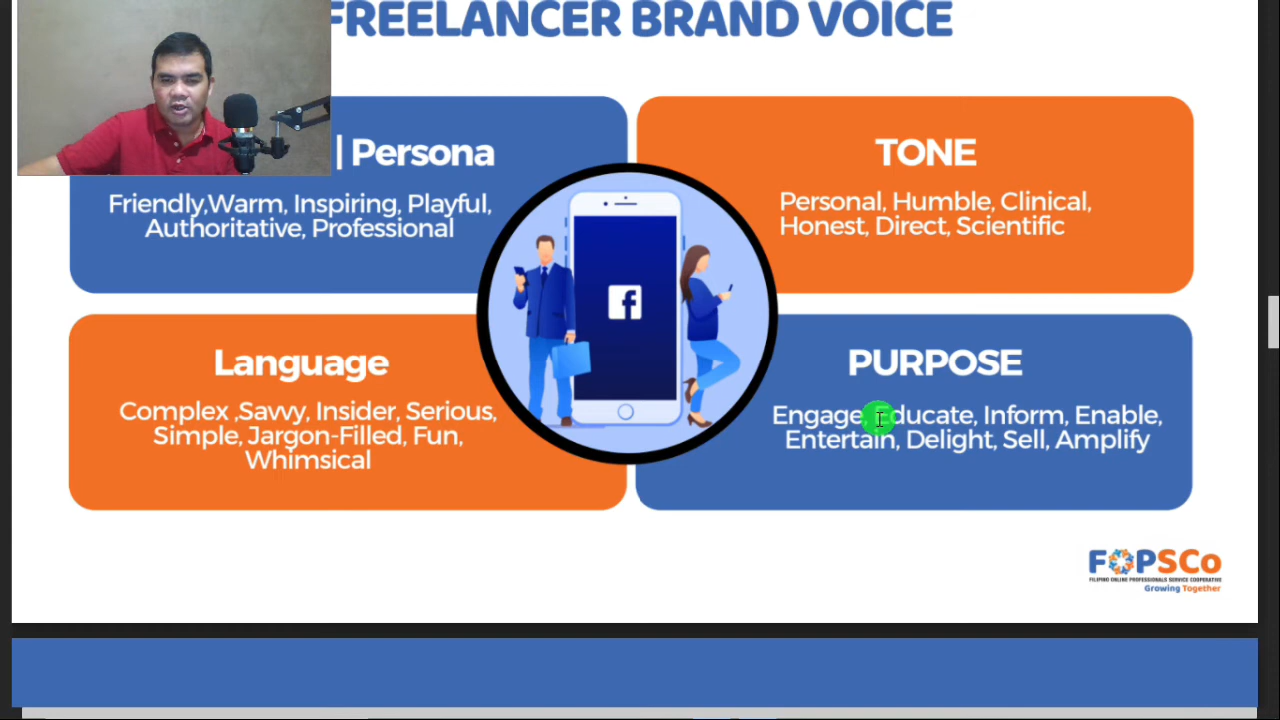 FREELANCER BRAND VOICE
| Persona
Friendly,Warm, Inspiring, Playful,
Authoritative, Professional
TONE
Personal, Humble, Clinical,
Honest, Direct, Scientific
Language
Complex ,Savvy, Insider, Serious,
Simple, Jargon-Filled, Fun,
Whimsical
PURPOSE
Engage, Educate, Inform, Enable,
Entertain, Delight, Sell, Amplify
f
FOPSCo
FILIPINO ONLINE PROFESSIONALS SERVICE COOPERATIVE
Growing Together